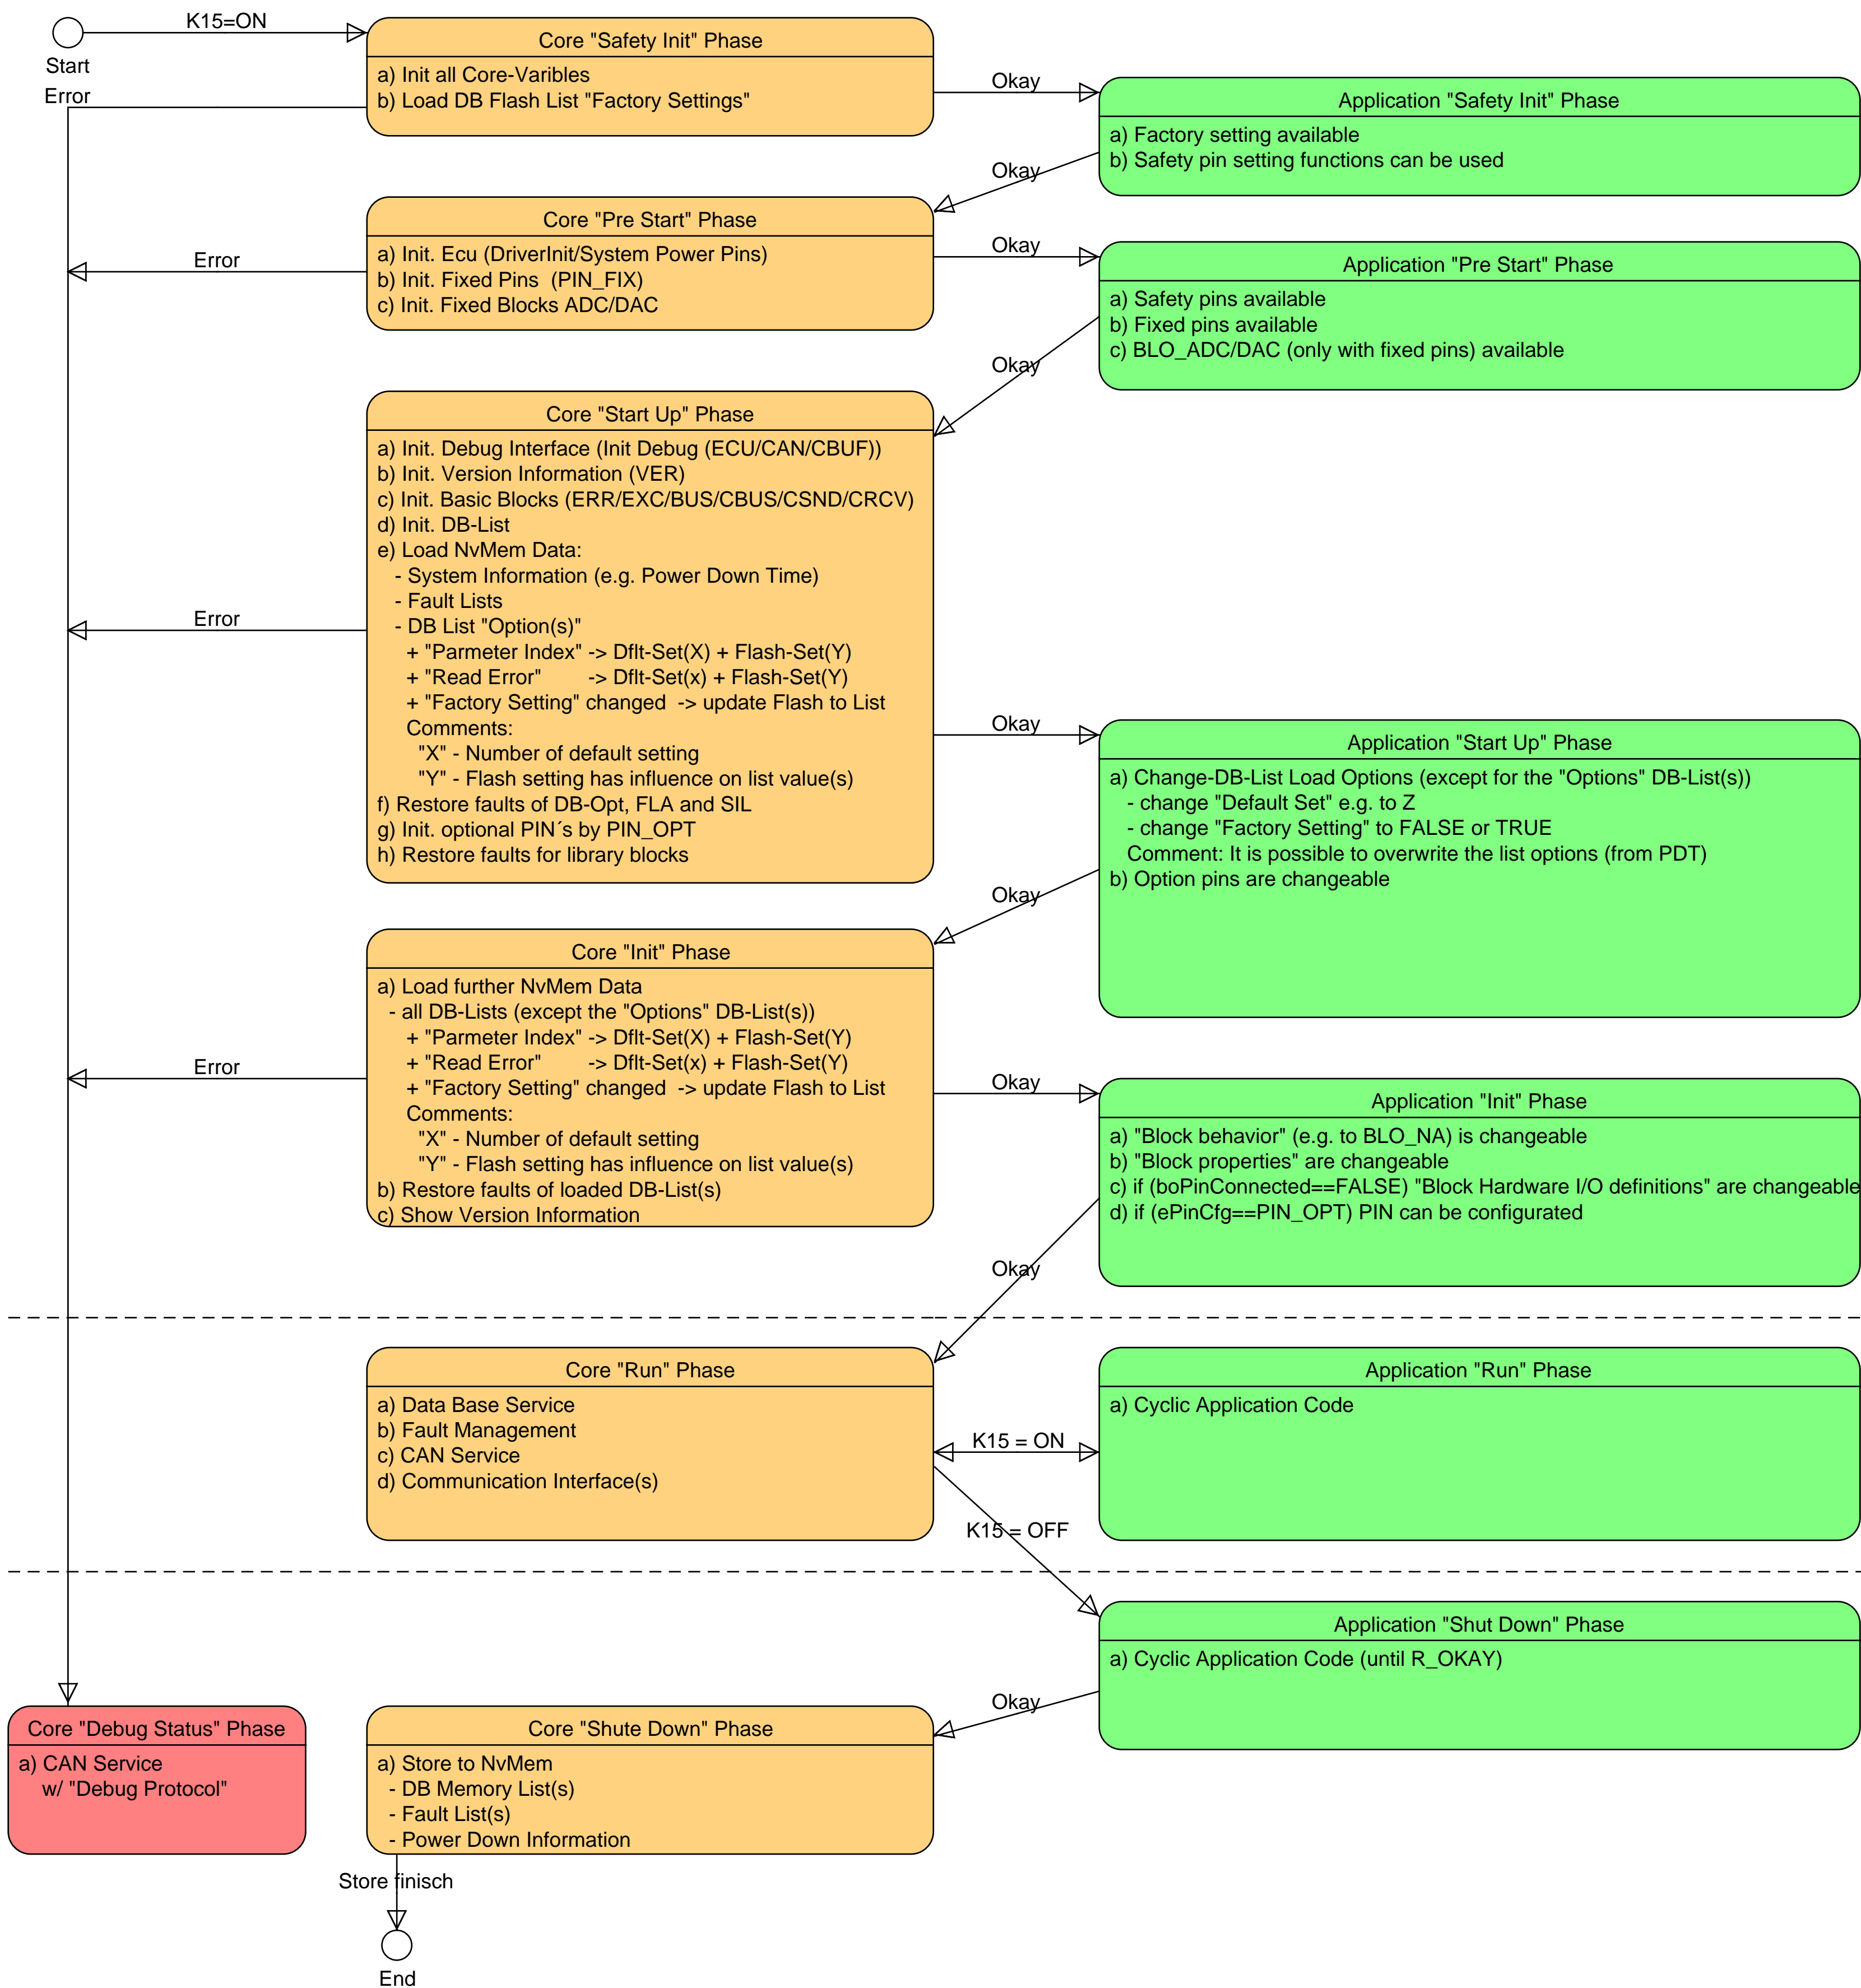 K15=ON
Start
Error
Core "Safety Init" Phase
a) Init all Core-Varibles
b) Load DB Flash List "Factory Settings"
Okay
Application "Safety Init" Phase
a) Factory setting available
b) Safety pin setting functions can be used
Okay
Core "Pre Start" Phase
a) Init. Ecu (DriverInit/System Power Pins)
b) Init. Fixed Pins  (PIN_FIX)
c) Init. Fixed Blocks ADC/DAC
Error
Okay
Application "Pre Start" Phase
a) Safety pins available
b) Fixed pins available
c) BLO_ADC/DAC (only with fixed pins) available
Okay
Core "Start Up" Phase
a) Init. Debug Interface (Init Debug (ECU/CAN/CBUF))
b) Init. Version Information (VER)
c) Init. Basic Blocks (ERR/EXC/BUS/CBUS/CSND/CRCV)
d) Init. DB-List
e) Load NvMem Data:
- System Information (e.g. Power Down Time)
- Fault Lists
- DB List "Option(s)"
+ "Parmeter Index" -> Dflt-Set(X) + Flash-Set(Y)
+ "Read Error"        -> Dflt-Set(x) + Flash-Set(Y)
+ "Factory Setting" changed  -> update Flash to List
Comments:
"X" - Number of default setting
"Y" - Flash setting has influence on list value(s)
f) Restore faults of DB-Opt, FLA and SIL
g) Init. optional PIN´s by PIN_OPT
h) Restore faults for library blocks
Error
Okay
Application "Start Up" Phase
a) Change-DB-List Load Options (except for the "Options" DB-List(s))
- change "Default Set" e.g. to Z
- change "Factory Setting" to FALSE or TRUE
Comment: It is possible to overwrite the list options (from PDT)
b) Option pins are changeable
Okay
Core "Init" Phase
a) Load further NvMem Data
- all DB-Lists (except the "Options" DB-List(s))
+ "Parmeter Index" -> Dflt-Set(X) + Flash-Set(Y)
+ "Read Error"        -> Dflt-Set(x) + Flash-Set(Y)
+ "Factory Setting" changed  -> update Flash to List
Comments:
"X" - Number of default setting
"Y" - Flash setting has influence on list value(s)
b) Restore faults of loaded DB-List(s)
c) Show Version Information
Error
Okay
Application "Init" Phase
a) "Block behavior" (e.g. to BLO_NA) is changeable
b) "Block properties" are changeable
c) if (boPinConnected==FALSE) "Block Hardware I/O definitions" are changeable
d) if (ePinCfg==PIN_OPT) PIN can be configurated
Okay
Core "Run" Phase
a) Data Base Service
b) Fault Management
c) CAN Service
d) Communication Interface(s)
K15 = ON
Application "Run" Phase
a) Cyclic Application Code
K15 = OFF
Application "Shut Down" Phase
a) Cyclic Application Code (until R_OKAY)
Okay
Core "Debug Status" Phase
a) CAN Service
w/ "Debug Protocol"
Core "Shute Down" Phase
a) Store to NvMem
- DB Memory List(s)
- Fault List(s)
- Power Down Information
Store finisch
End